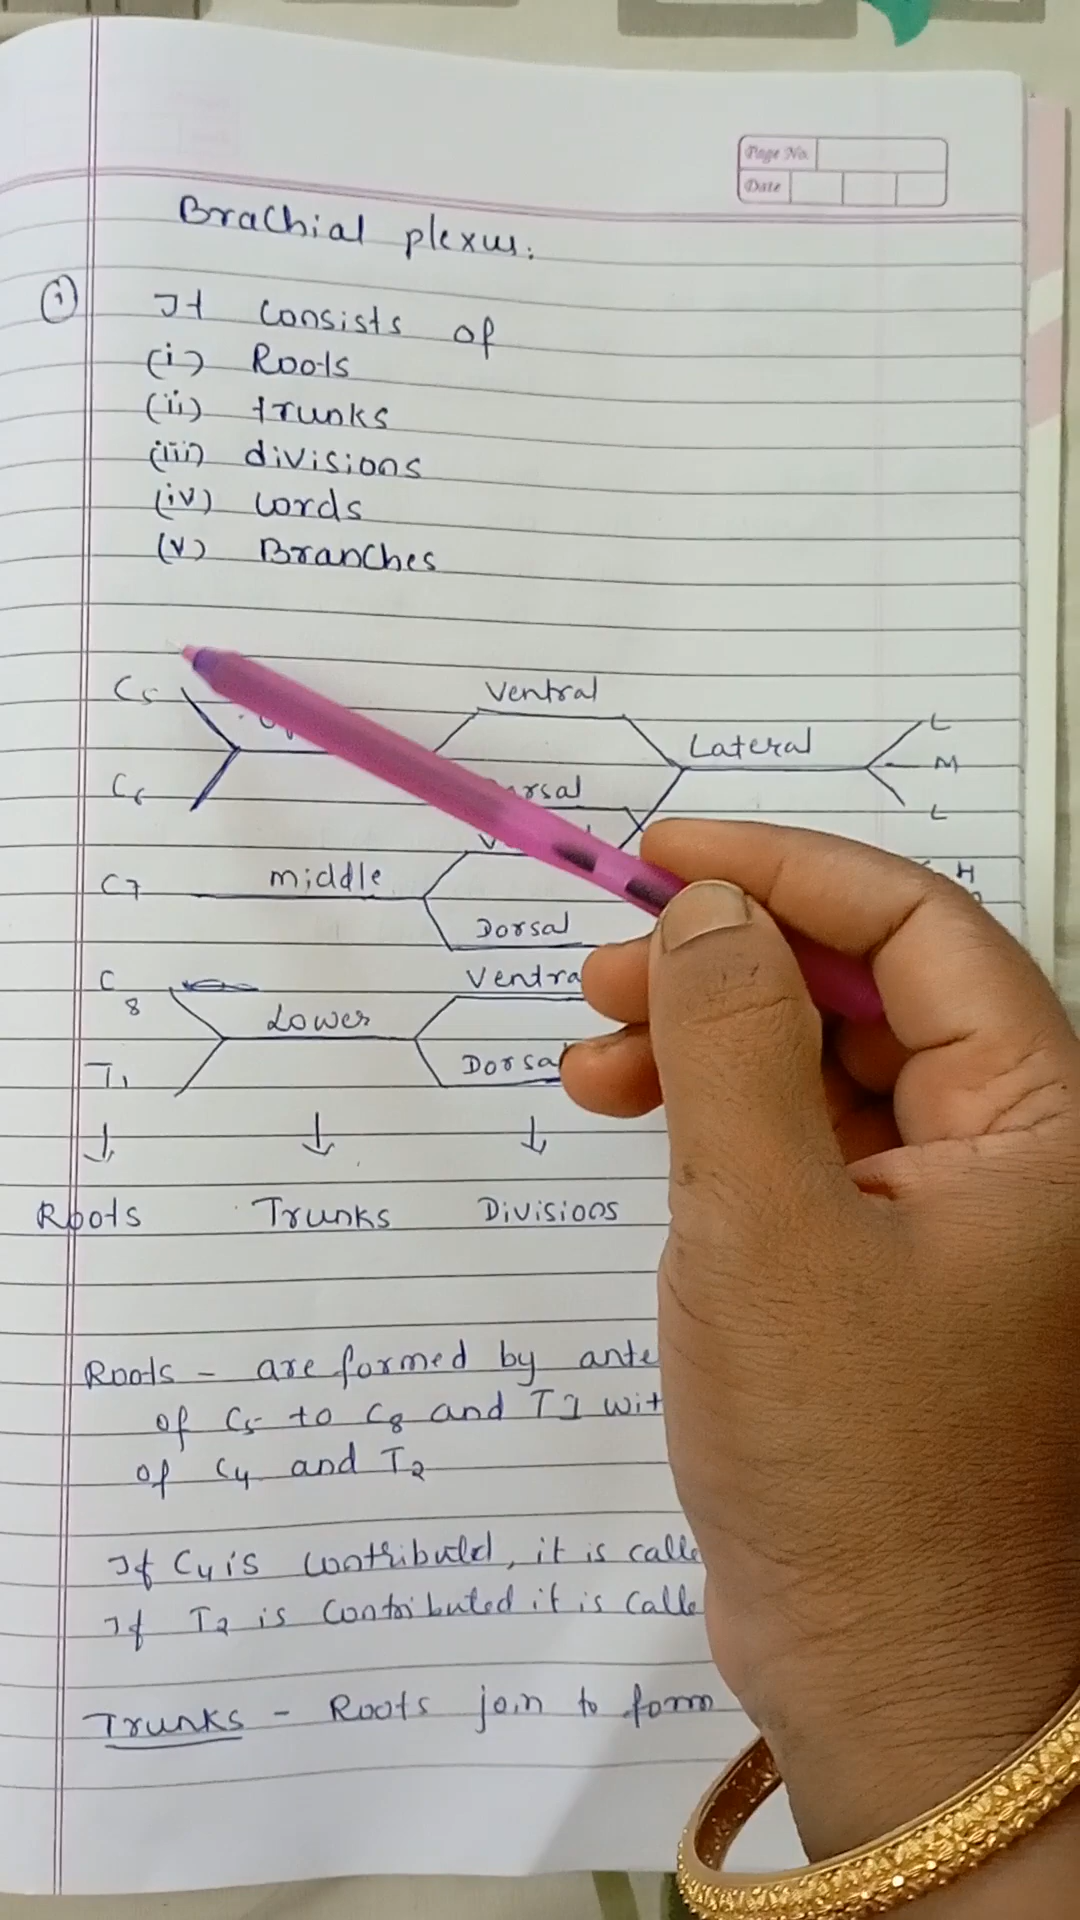 Page No.
Date
Brachial plexus:
1 It consists of
(i) Roots
(ii) trunks
(iii) divisions
(iv) cords
(v) Branches
C5 Ventral
Lateral L
M
C6 L
C7 middle H
Dorsal
C8 Ventra
Lower
T1 Dorsa
Roots Trunks Divisions
Roots - are formed by ante
of C5 to C8 and T1 wit
of C4 and T2
If C4 is contributed, it is calle
If T2 is contributed it is calle
Trunks - Roots join to form